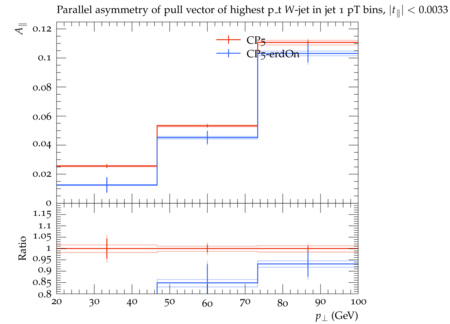 Parallel asymmetry of pull vector of highest p_t W-jet in jet 1 pT bins, |t∥| < 0.0033
A∥
0.12
0.1
0.08
0.06
0.04
0.02
0
CP5
CP5-erdOn
Ratio
1.15
1.1
1.05
1
0.95
0.9
0.85
0.8
20 30 40 50 60 70 80 90 100
p⊥ (GeV)